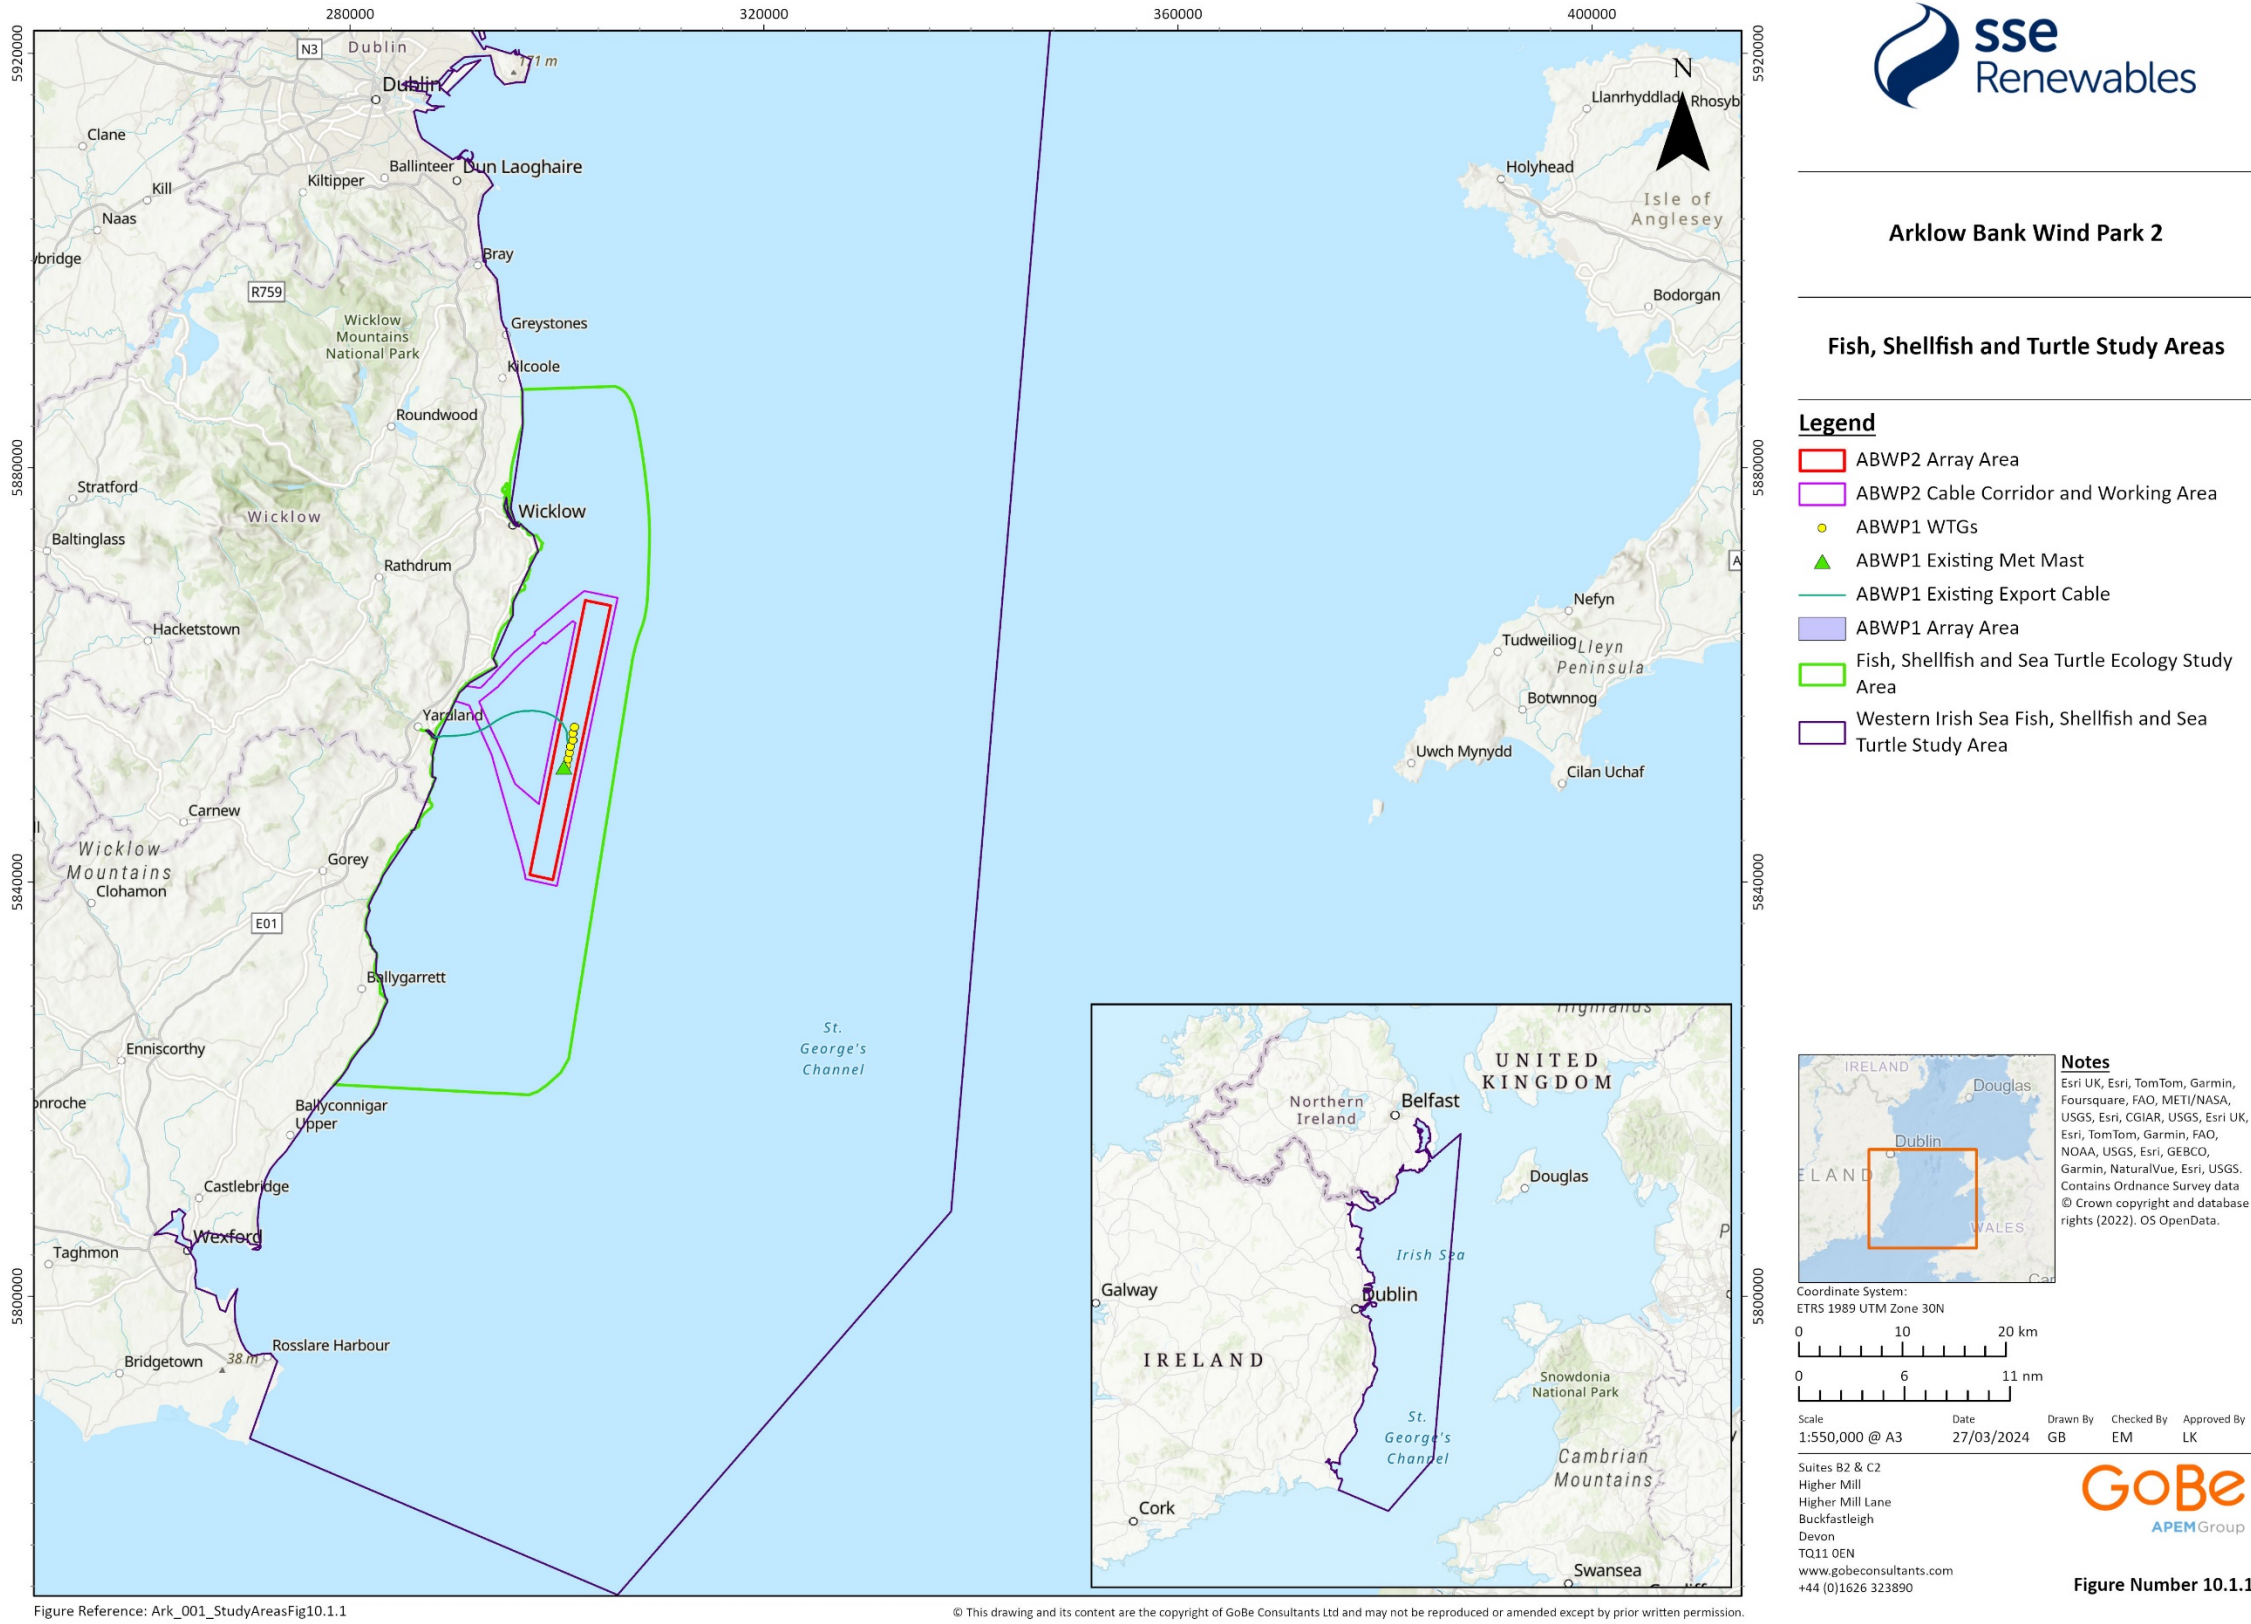 280000
320000
360000
400000
5920000
5880000
5840000
5800000
5920000
5880000
5840000
5800000
N3
Dublin
171 m
Dublin
Clane
Ballinteer
Dun Laoghaire
Kiltipper
Kill
Naas
Bray
R759
Wicklow
Mountains
National Park
Greystones
Kilcoole
Roundwood
Stratford
Wicklow
Wicklow
Baltinglass
Rathdrum
Hacketstown
Yardland
Carnew
Wicklow
Mountains
Clohamon
Gorey
E01
Ballygarrett
Enniscorthy
Ballyconnigar
Upper
Castlebridge
Wexford
Taghmon
Rosslare Harbour
Bridgetown
38 m
St.
George's
Channel
N
Llanrhyddlad
Rhosyb
Holyhead
Isle of
Anglesey
Bodorgan
A
Nefyn
Tudweiliog
Lleyn
Peninsula
Botwnnog
Uwch Mynydd
Cilan Uchaf
UNITED
KINGDOM
Northern
Ireland
Belfast
Douglas
Irish Sea
Galway
Dublin
IRELAND
Snowdonia
National Park
St.
George's
Channel
Cambrian
Mountains
Cork
Swansea
sse
Renewables
Arklow Bank Wind Park 2
Fish, Shellfish and Turtle Study Areas
Legend
ABWP2 Array Area
ABWP2 Cable Corridor and Working Area
ABWP1 WTGs
ABWP1 Existing Met Mast
ABWP1 Existing Export Cable
ABWP1 Array Area
Fish, Shellfish and Sea Turtle Ecology Study
Area
Western Irish Sea Fish, Shellfish and Sea
Turtle Study Area
IRELAND
Douglas
Dublin
ELAND
WALES
Notes
Esri UK, Esri, TomTom, Garmin,
Foursquare, FAO, METI/NASA,
USGS, Esri, CGIAR, USGS, Esri UK,
Esri, TomTom, Garmin, FAO,
NOAA, USGS, Esri, GEBCO,
Garmin, NaturalVue, Esri, USGS.
Contains Ordnance Survey data
© Crown copyright and database
rights (2022). OS OpenData.
Coordinate System:
ETRS 1989 UTM Zone 30N
0 10 20 km
0 6 11 nm
Scale Date Drawn By Checked By Approved By
1:550,000 @ A3 27/03/2024 GB EM LK
Suites B2 & C2
Higher Mill
Higher Mill Lane
Buckfastleigh
Devon
TQ11 0EN
www.gobeconsultants.com
+44 (0)1626 323890
GoBe
APEMGroup
Figure Number 10.1.1
Figure Reference: Ark_001_StudyAreasFig10.1.1
© This drawing and its content are the copyright of GoBe Consultants Ltd and may not be reproduced or amended except by prior written permission.